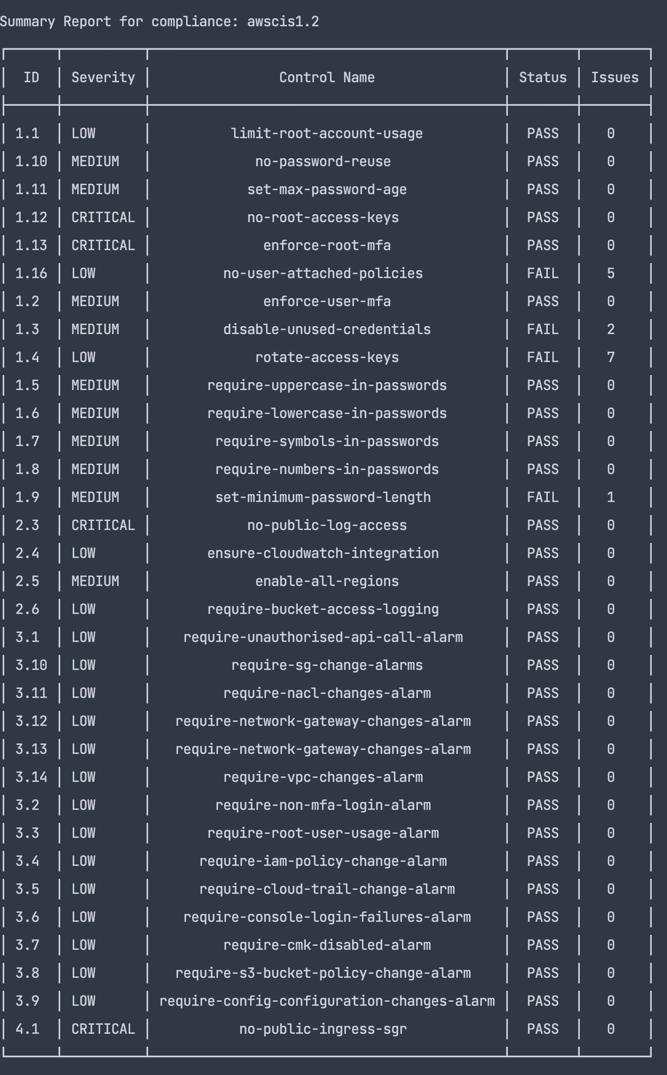 Summary Report for compliance: awscis1.2
ID Severity Control Name Status Issues
1.1 LOW limit-root-account-usage PASS 0
1.10 MEDIUM no-password-reuse PASS 0
1.11 MEDIUM set-max-password-age PASS 0
1.12 CRITICAL no-root-access-keys PASS 0
1.13 CRITICAL enforce-root-mfa PASS 0
1.16 LOW no-user-attached-policies FAIL 5
1.2 MEDIUM enforce-user-mfa PASS 0
1.3 MEDIUM disable-unused-credentials FAIL 2
1.4 LOW rotate-access-keys FAIL 7
1.5 MEDIUM require-uppercase-in-passwords PASS 0
1.6 MEDIUM require-lowercase-in-passwords PASS 0
1.7 MEDIUM require-symbols-in-passwords PASS 0
1.8 MEDIUM require-numbers-in-passwords PASS 0
1.9 MEDIUM set-minimum-password-length FAIL 1
2.3 CRITICAL no-public-log-access PASS 0
2.4 LOW ensure-cloudwatch-integration PASS 0
2.5 MEDIUM enable-all-regions PASS 0
2.6 LOW require-bucket-access-logging PASS 0
3.1 LOW require-unauthorised-api-call-alarm PASS 0
3.10 LOW require-sg-change-alarms PASS 0
3.11 LOW require-nacl-changes-alarm PASS 0
3.12 LOW require-network-gateway-changes-alarm PASS 0
3.13 LOW require-network-gateway-changes-alarm PASS 0
3.14 LOW require-vpc-changes-alarm PASS 0
3.2 LOW require-non-mfa-login-alarm PASS 0
3.3 LOW require-root-user-usage-alarm PASS 0
3.4 LOW require-iam-policy-change-alarm PASS 0
3.5 LOW require-cloud-trail-change-alarm PASS 0
3.6 LOW require-console-login-failures-alarm PASS 0
3.7 LOW require-cmk-disabled-alarm PASS 0
3.8 LOW require-s3-bucket-policy-change-alarm PASS 0
3.9 LOW require-config-configuration-changes-alarm PASS 0
4.1 CRITICAL no-public-ingress-sgr PASS 0